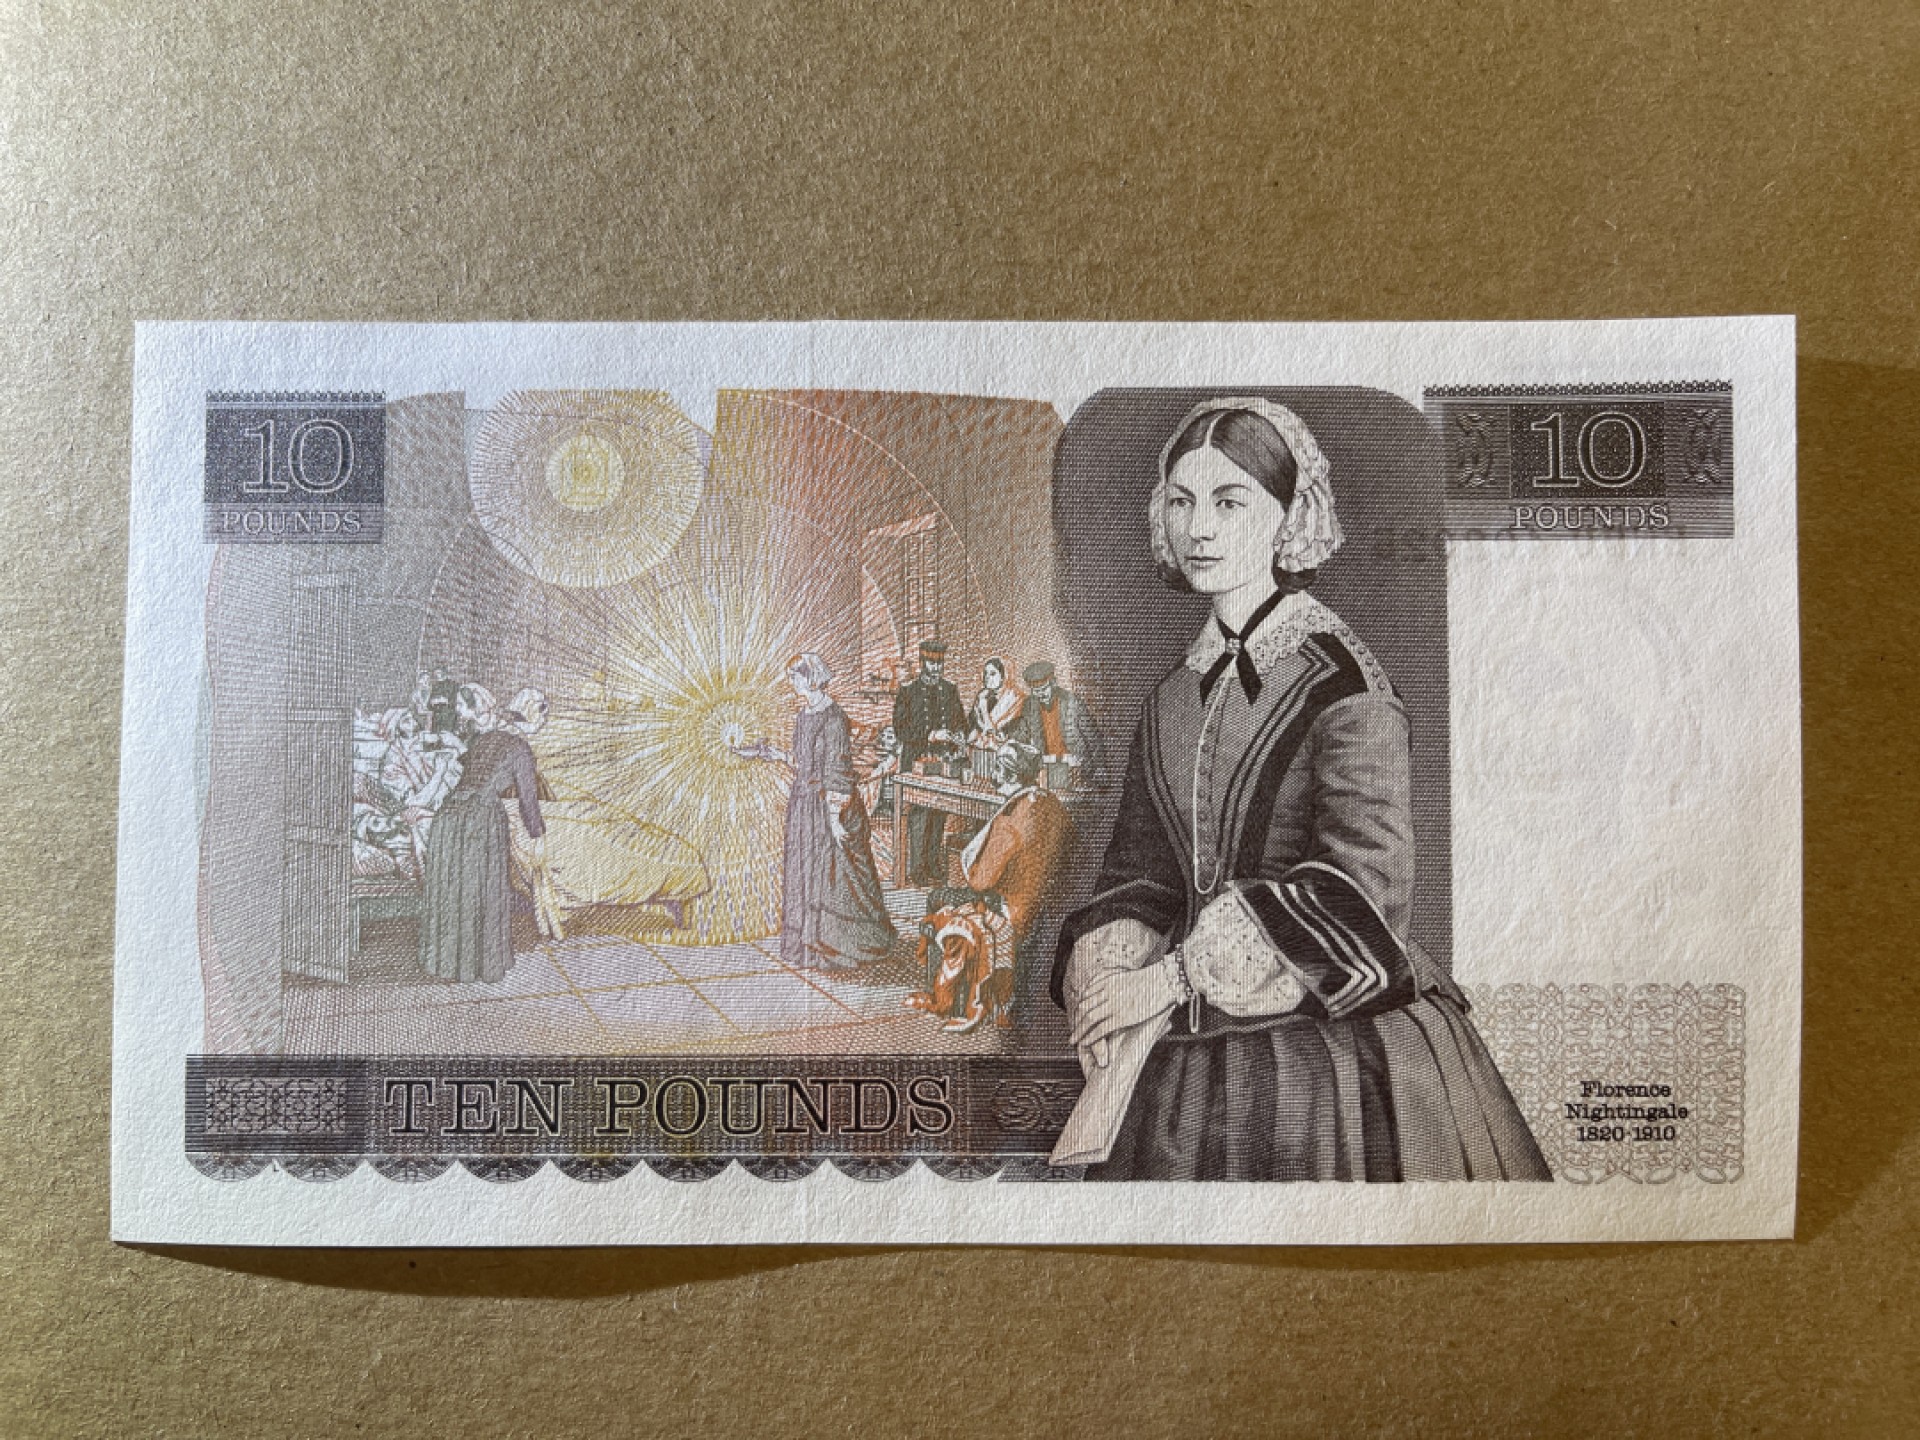 10
POUNDS
10
POUNDS
TEN POUNDS
Florence
Nightingale
1820 1910